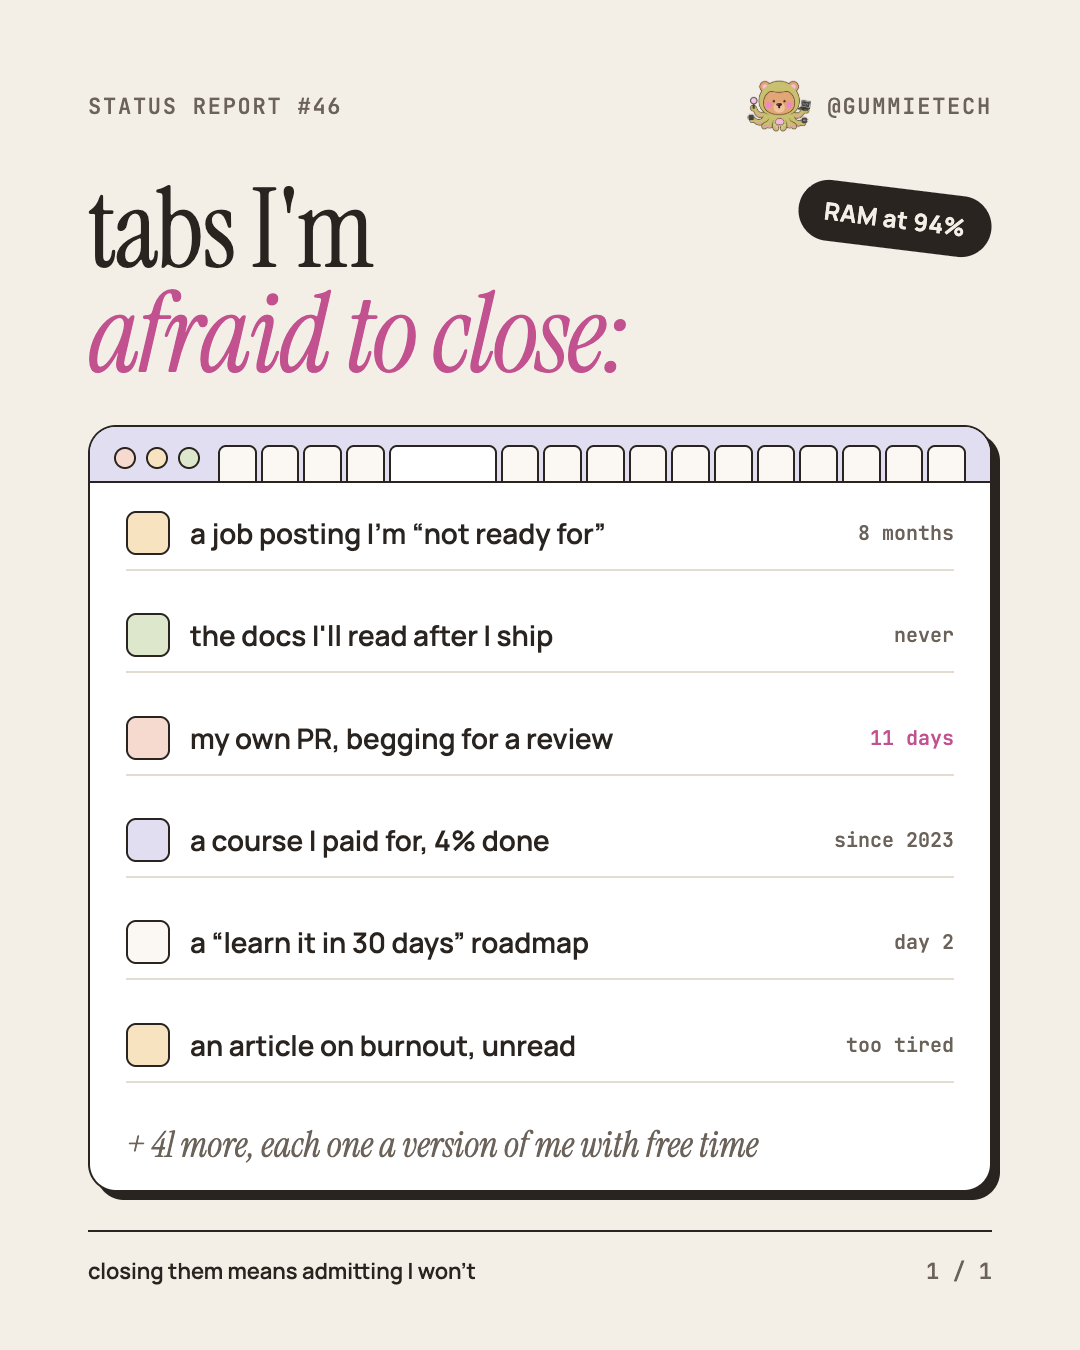 STATUS REPORT #46
@GUMMIETECH
tabs I'm
RAM at 94%
afraid to close:
a job posting I’m “not ready for”
8 months
the docs I'll read after I ship
never
my own PR, begging for a review
11 days
a course I paid for, 4% done
since 2023
a “learn it in 30 days” roadmap
day 2
an article on burnout, unread
too tired
+ 41 more, each one a version of me with free time
closing them means admitting I won’t
1 / 1